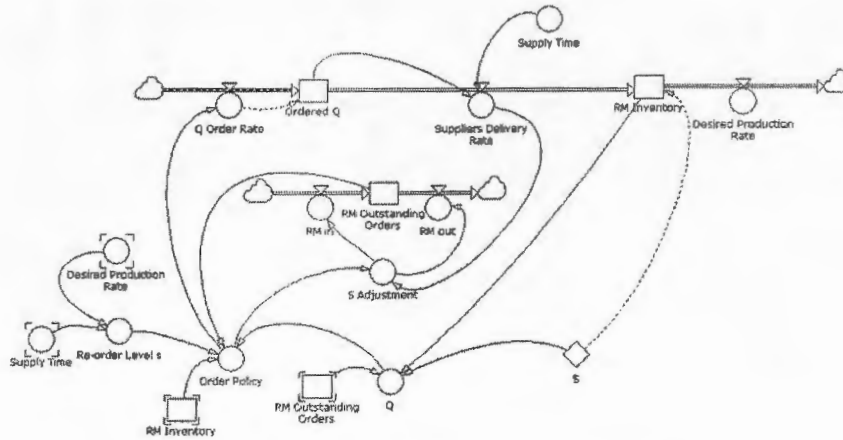 Supply Time
Q Order Rate
Ordered Q
Suppliers Delivery
Rate
RM Inventory
Desired Production
Rate
RM in
RM Outstanding
Orders
RM out
Desired Production
Rate
S Adjustment
Supply Time
Re-order Level s
Order Policy
RM Inventory
RM Outstanding
Orders
Q
S